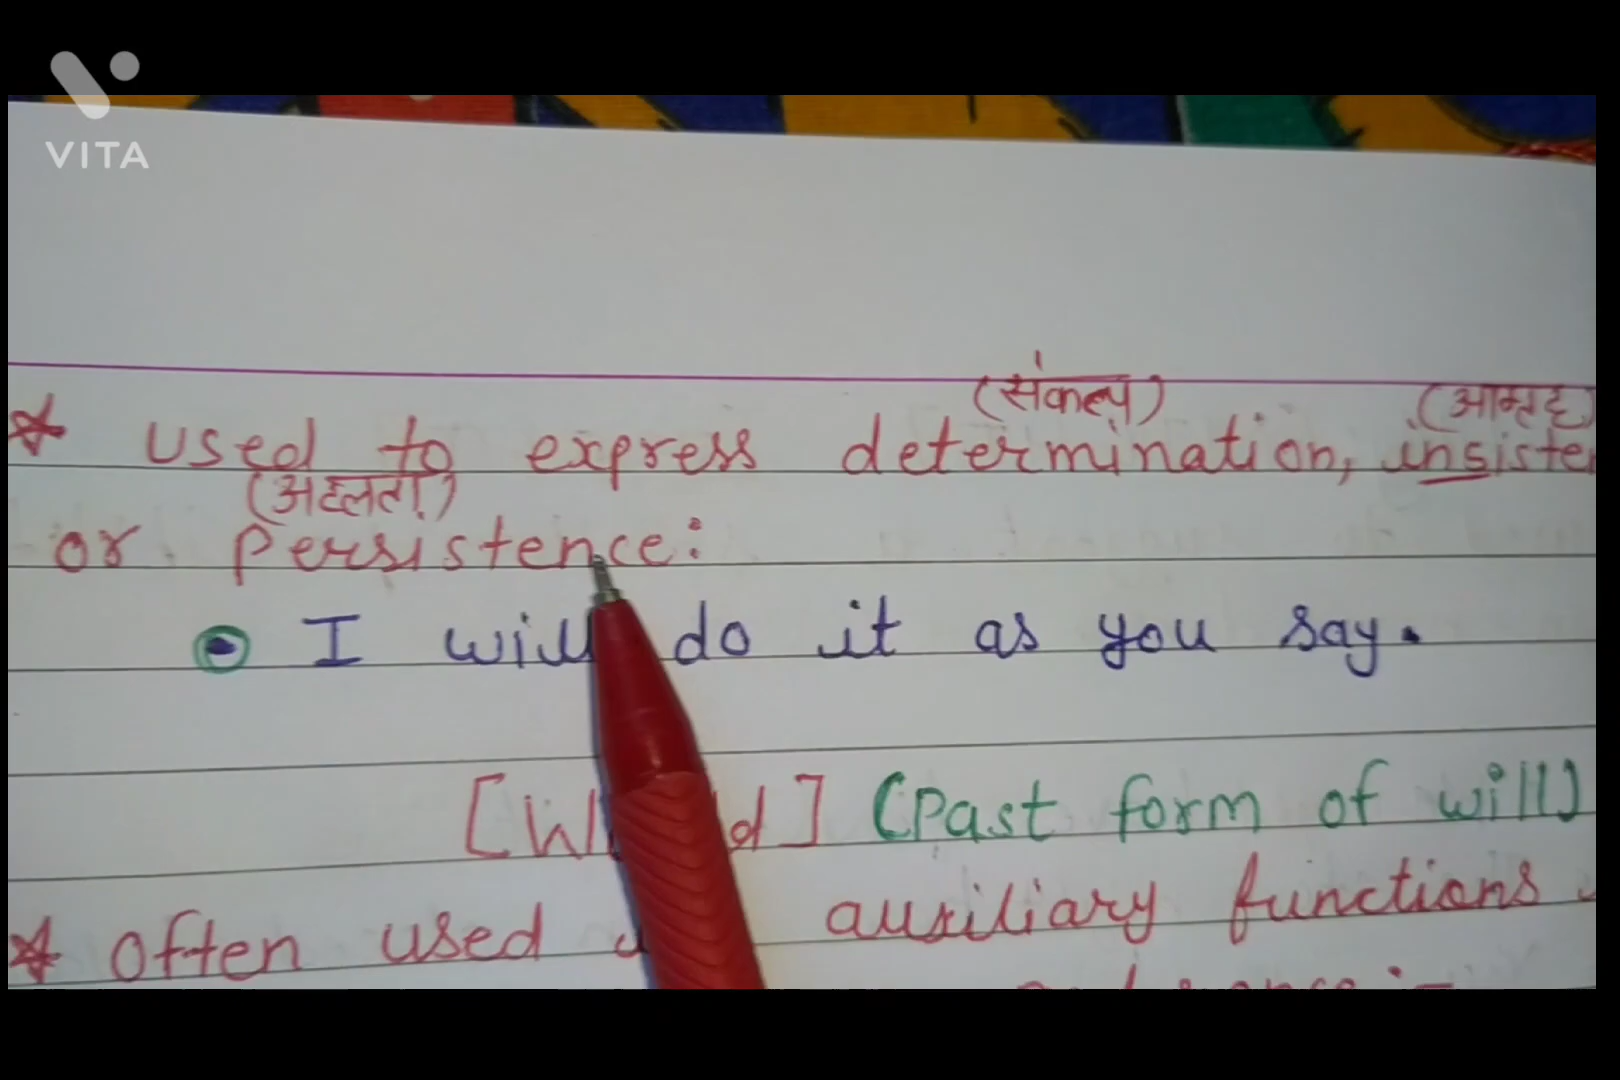 VITA
(संकल्प) (आग्रह)
* used to express determination,
(अटलता)
or persistence:
I will do it as you say.
[ ] (Past form of will)
* often used auxiliary functions